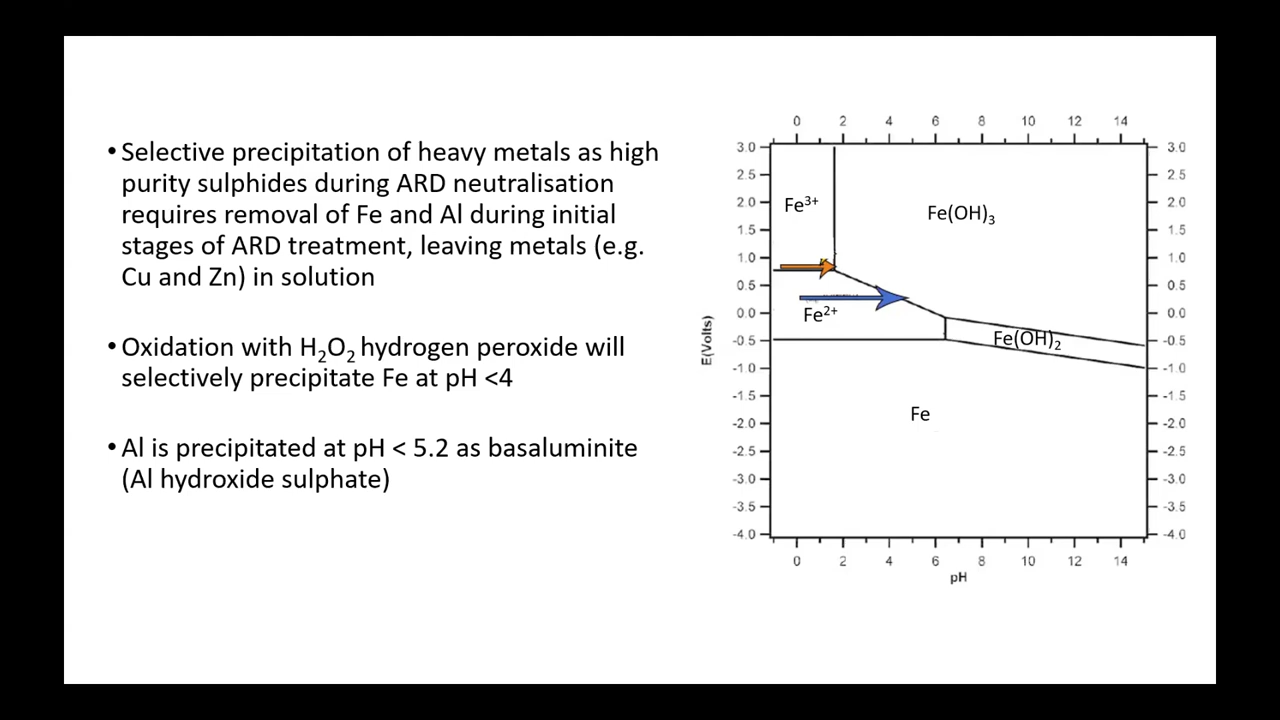 • Selective precipitation of heavy metals as high
purity sulphides during ARD neutralisation
requires removal of Fe and Al during initial
stages of ARD treatment, leaving metals (e.g.
Cu and Zn) in solution
• Oxidation with H₂O₂ hydrogen peroxide will
selectively precipitate Fe at pH <4
• Al is precipitated at pH < 5.2 as basaluminite
(Al hydroxide sulphate)
0 2 4 6 8 10 12 14
3.0 3.0
2.5 2.5
2.0 2.0
1.5 1.5
1.0 1.0
0.5 0.5
0.0 0.0
-0.5 -0.5
-1.0 -1.0
-1.5 -1.5
-2.0 -2.0
-2.5 -2.5
-3.0 -3.0
-3.5 -3.5
-4.0 -4.0
E(Volts)
Fe³⁺
Fe(OH)₃
Fe²⁺
Fe(OH)₂
Fe
0 2 4 6 8 10 12 14
pH